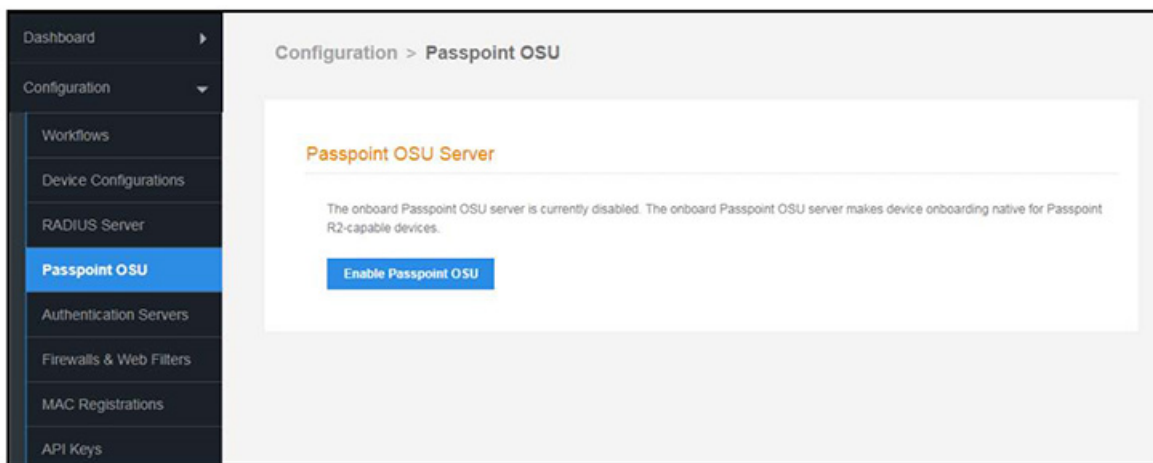 Dashboard
Configuration
Workflows
Device Configurations
RADIUS Server
Passpoint OSU
Authentication Servers
Firewalls & Web Filters
MAC Registrations
API Keys
Configuration > Passpoint OSU
Passpoint OSU Server
The onboard Passpoint OSU server is currently disabled. The onboard Passpoint OSU server makes device onboarding native for Passpoint
R2-capable devices.
Enable Passpoint OSU